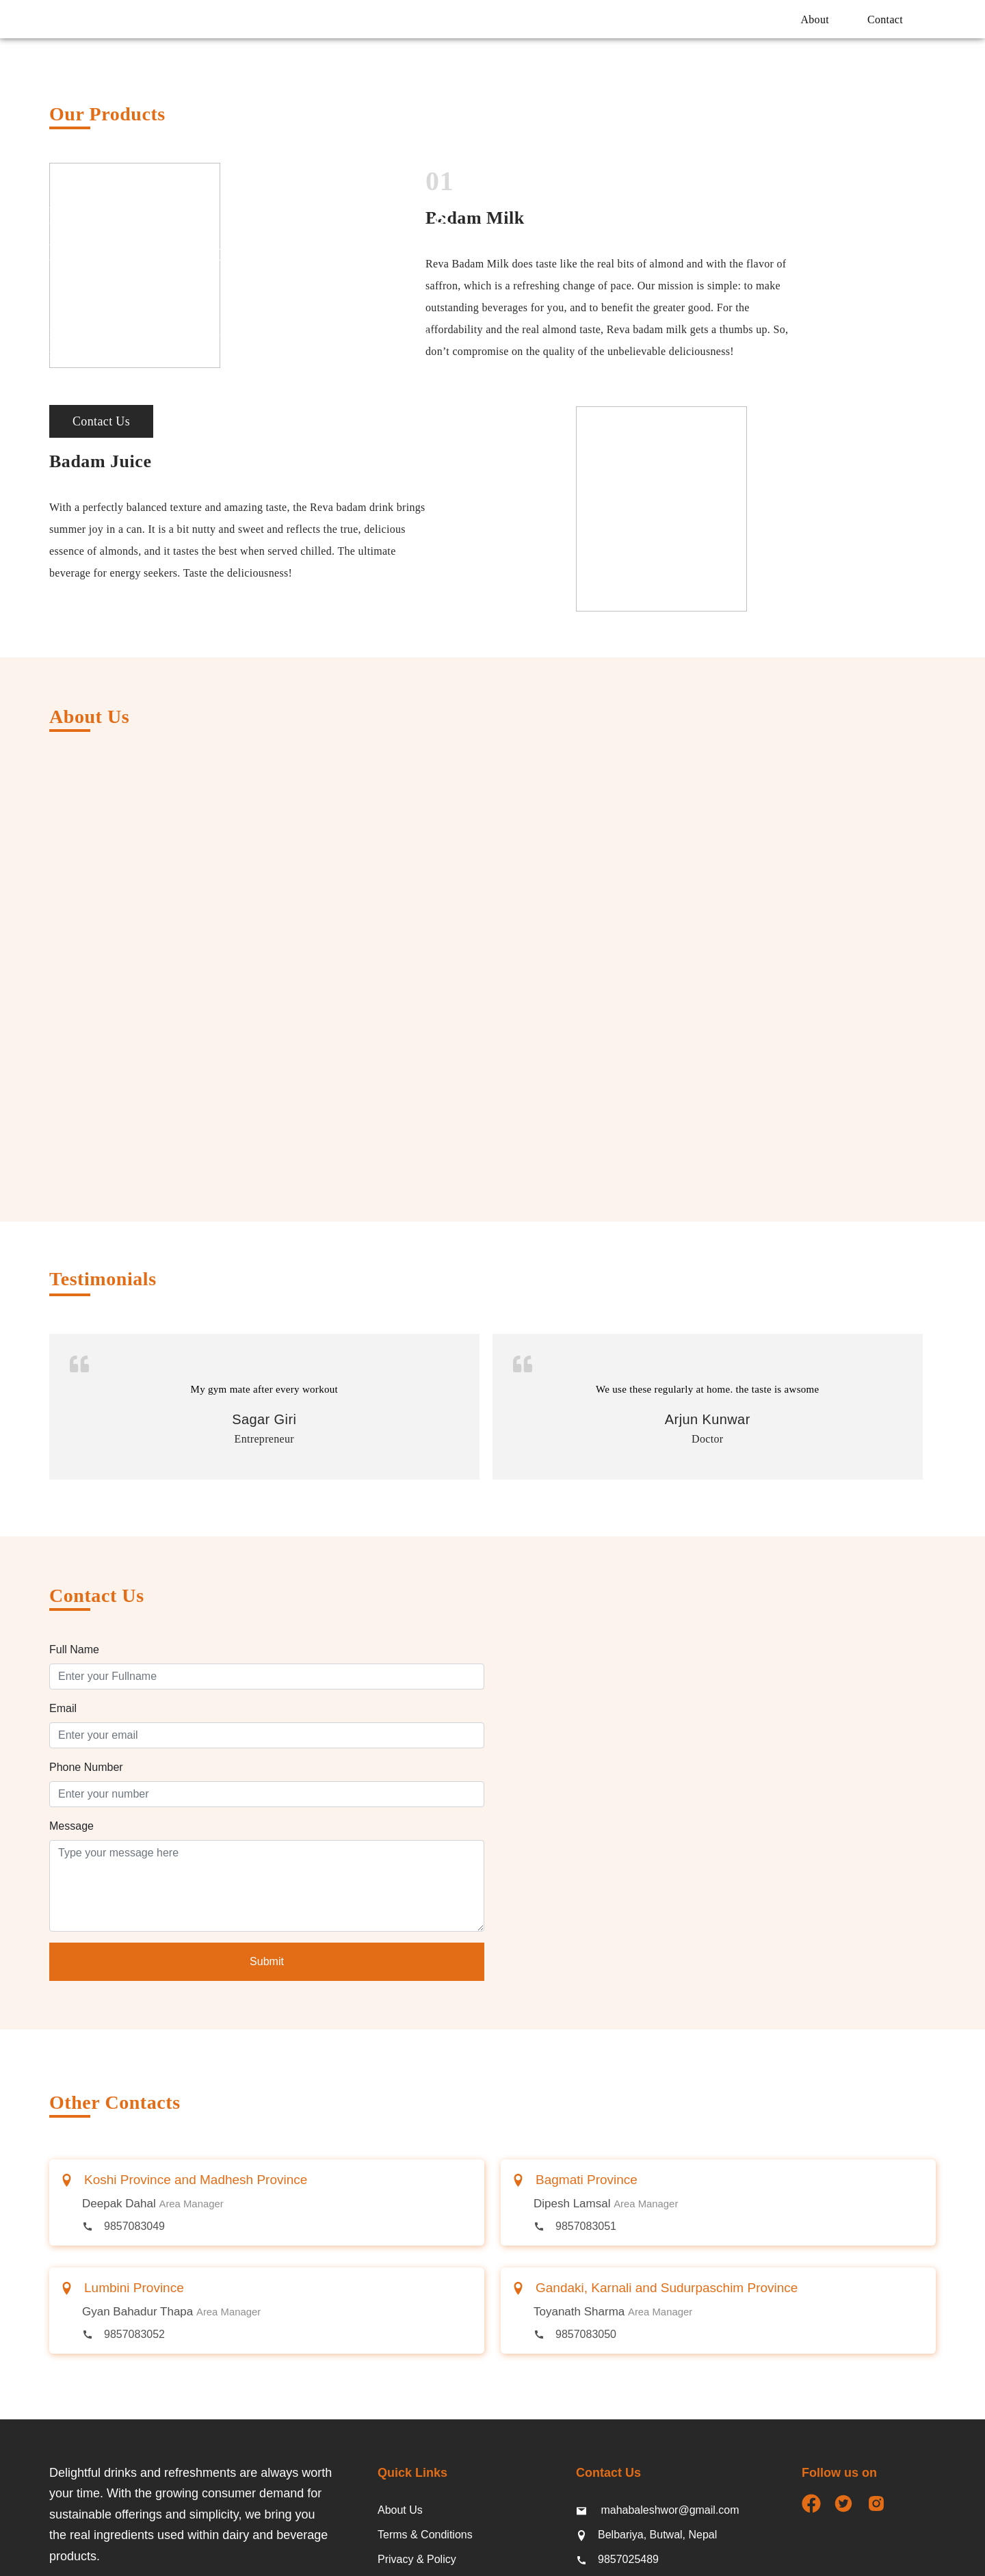 About Contact
Our Products
01
Badam Milk
Reva Badam Milk does taste like the real bits of almond and with the flavor of
saffron, which is a refreshing change of pace. Our mission is simple: to make
outstanding beverages for you, and to benefit the greater good. For the
affordability and the real almond taste, Reva badam milk gets a thumbs up. So,
don’t compromise on the quality of the unbelievable deliciousness!
Contact Us
Badam Juice
With a perfectly balanced texture and amazing taste, the Reva badam drink brings
summer joy in a can. It is a bit nutty and sweet and reflects the true, delicious
essence of almonds, and it tastes the best when served chilled. The ultimate
beverage for energy seekers. Taste the deliciousness!
About Us
Testimonials
My gym mate after every workout
Sagar Giri
Entrepreneur
We use these regularly at home. the taste is awsome
Arjun Kunwar
Doctor
Contact Us
Full Name
Enter your Fullname
Email
Enter your email
Phone Number
Enter your number
Message
Type your message here
Submit
Other Contacts
Koshi Province and Madhesh Province
Deepak Dahal Area Manager
9857083049
Bagmati Province
Dipesh Lamsal Area Manager
9857083051
Lumbini Province
Gyan Bahadur Thapa Area Manager
9857083052
Gandaki, Karnali and Sudurpaschim Province
Toyanath Sharma Area Manager
9857083050
Delightful drinks and refreshments are always worth
your time. With the growing consumer demand for
sustainable offerings and simplicity, we bring you
the real ingredients used within dairy and beverage
products.
Quick Links
About Us
Terms & Conditions
Privacy & Policy
Contact Us
mahabaleshwor@gmail.com
Belbariya, Butwal, Nepal
9857025489
Follow us on